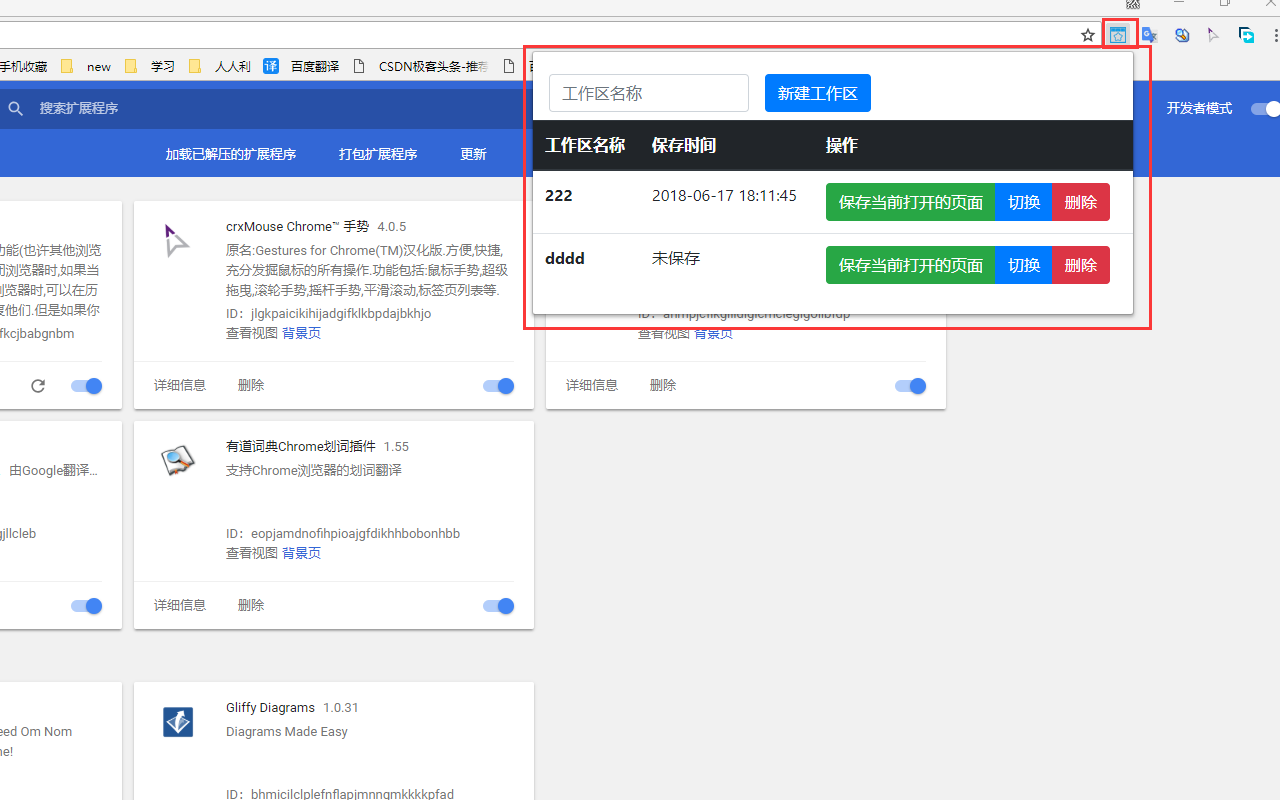 手机收藏 new 学习 人人利 译 百度翻译 CSDN极客头条-推荐
搜索扩展程序
开发者模式
加载已解压的扩展程序 打包扩展程序 更新
工作区名称 新建工作区
工作区名称 保存时间 操作
222 2018-06-17 18:11:45 保存当前打开的页面 切换 删除
dddd 未保存 保存当前打开的页面 切换 删除
功能(也许其他浏览
闭浏览器时,如果当
浏览器时,可以在历
复他们.但是如果你
fkcjbabgnbm
crxMouse Chrome™ 手势 4.0.5
原名:Gestures for Chrome(TM)汉化版.方便,快捷,
充分发掘鼠标的所有操作.功能包括:鼠标手势,超级
拖曳,滚轮手势,摇杆手势,平滑滚动,标签页列表等.
ID：jlgkpaicikihijadgifklkbpdajbkhjo
查看视图 背景页
详细信息 删除
查看视图 背景页
详细信息 删除
由Google翻译...
gjllcleb
有道词典Chrome划词插件 1.55
支持Chrome浏览器的划词翻译
ID：eopjamdnofihpioajgfdikhhbobonhbb
查看视图 背景页
详细信息 删除
eed Om Nom
me!
Gliffy Diagrams 1.0.31
Diagrams Made Easy
ID：bhmicilclplefnflapjmnngmkkkkpfad